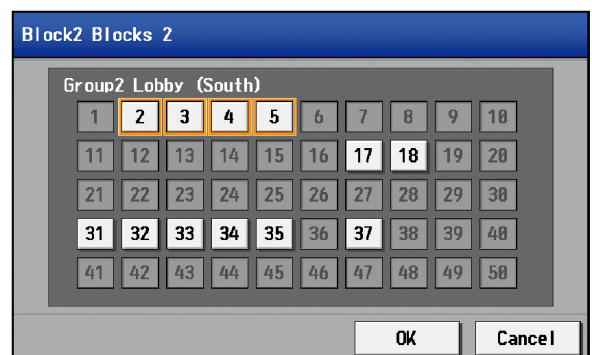 Block2 Blocks 2
Group2 Lobby (South)
1 2 3 4 5 6 7 8 9 10
11 12 13 14 15 16 17 18 19 20
21 22 23 24 25 26 27 28 29 30
31 32 33 34 35 36 37 38 39 40
41 42 43 44 45 46 47 48 49 50
OK Cancel